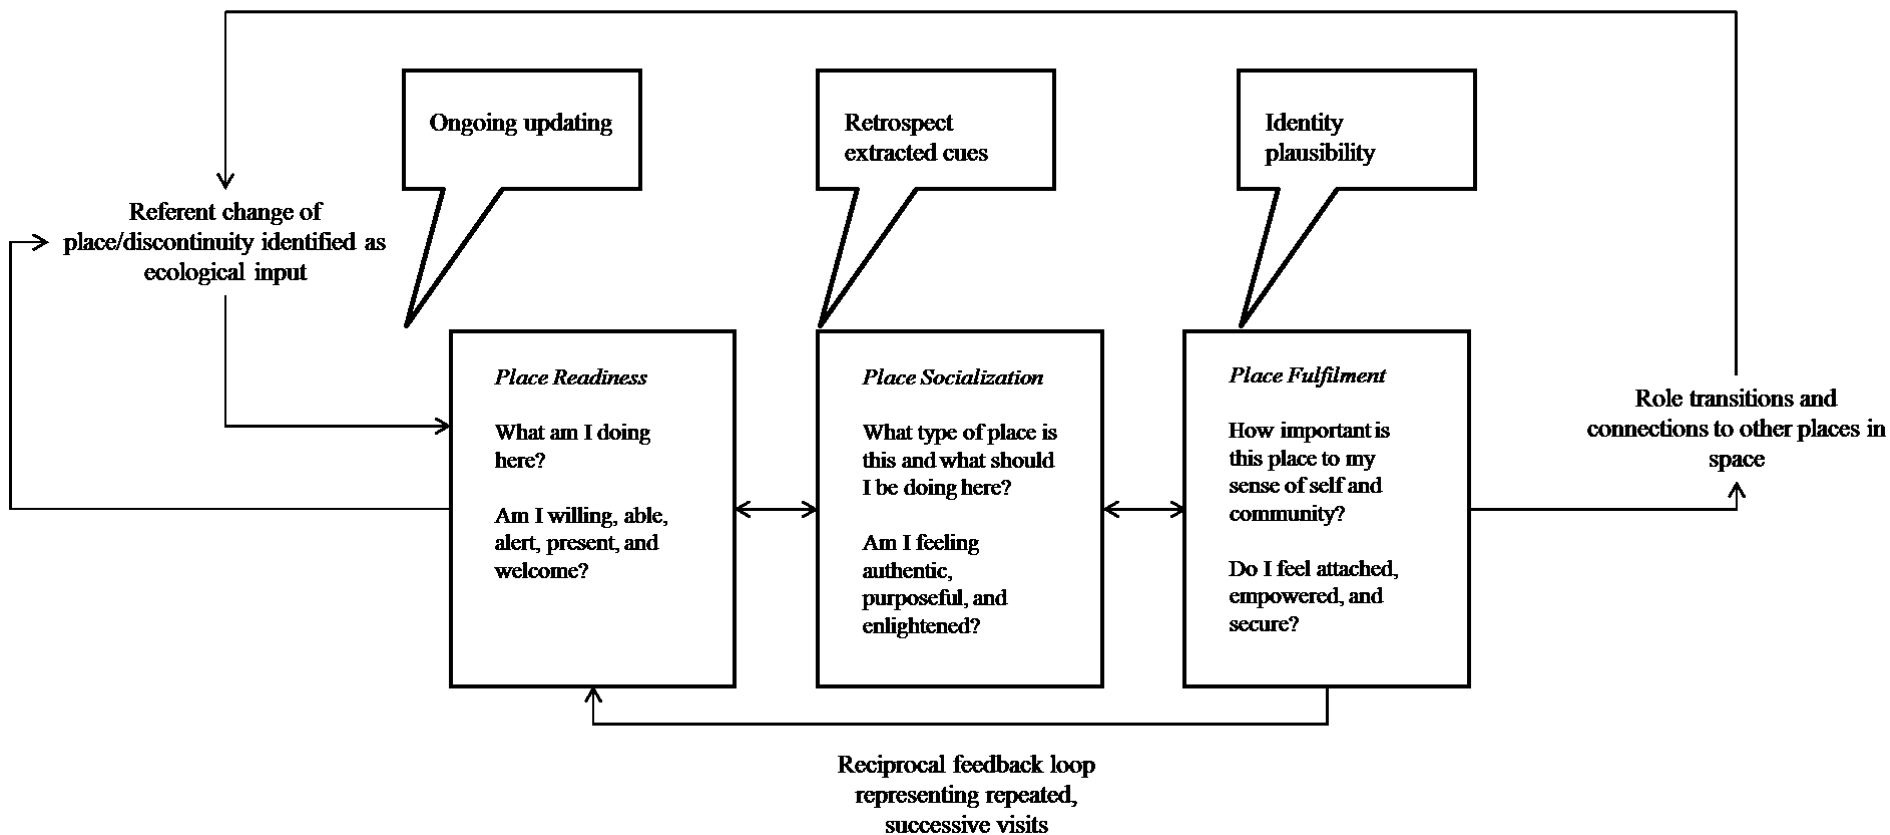 Ongoing updating
Retrospect
extracted cues
Identity
plausibility
Referent change of
place/discontinuity identified as
ecological input
Place Readiness
What am I doing
here?
Am I willing, able,
alert, present, and
welcome?
Place Socialization
What type of place is
this and what should
I be doing here?
Am I feeling
authentic,
purposeful, and
enlightened?
Place Fulfilment
How important is
this place to my
sense of self and
community?
Do I feel attached,
empowered, and
secure?
Role transitions and
connections to other places in
space
Reciprocal feedback loop
representing repeated,
successive visits